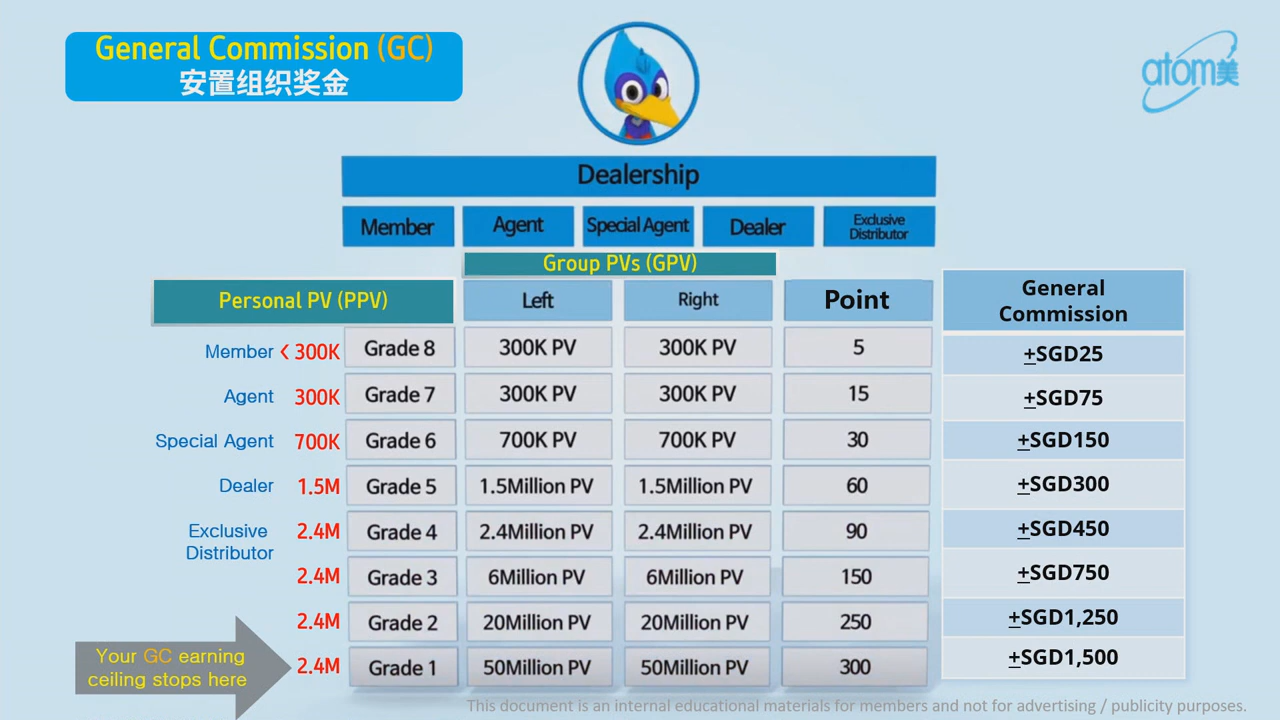 General Commission (GC)
安置组织奖金
atom美
Dealership
Member Agent Special Agent Dealer Exclusive
Distributor
Group PVs (GPV)
Personal PV (PPV) Left Right Point General
Commission
Member < 300K Grade 8 300K PV 300K PV 5 +SGD25
Agent 300K Grade 7 300K PV 300K PV 15 +SGD75
Special Agent 700K Grade 6 700K PV 700K PV 30 +SGD150
Dealer 1.5M Grade 5 1.5Million PV 1.5Million PV 60 +SGD300
Exclusive
Distributor 2.4M Grade 4 2.4Million PV 2.4Million PV 90 +SGD450
2.4M Grade 3 6Million PV 6Million PV 150 +SGD750
2.4M Grade 2 20Million PV 20Million PV 250 +SGD1,250
Your GC earning
ceiling stops here
2.4M Grade 1 50Million PV 50Million PV 300 +SGD1,500
This document is an internal educational materials for members and not for advertising / publicity purposes.